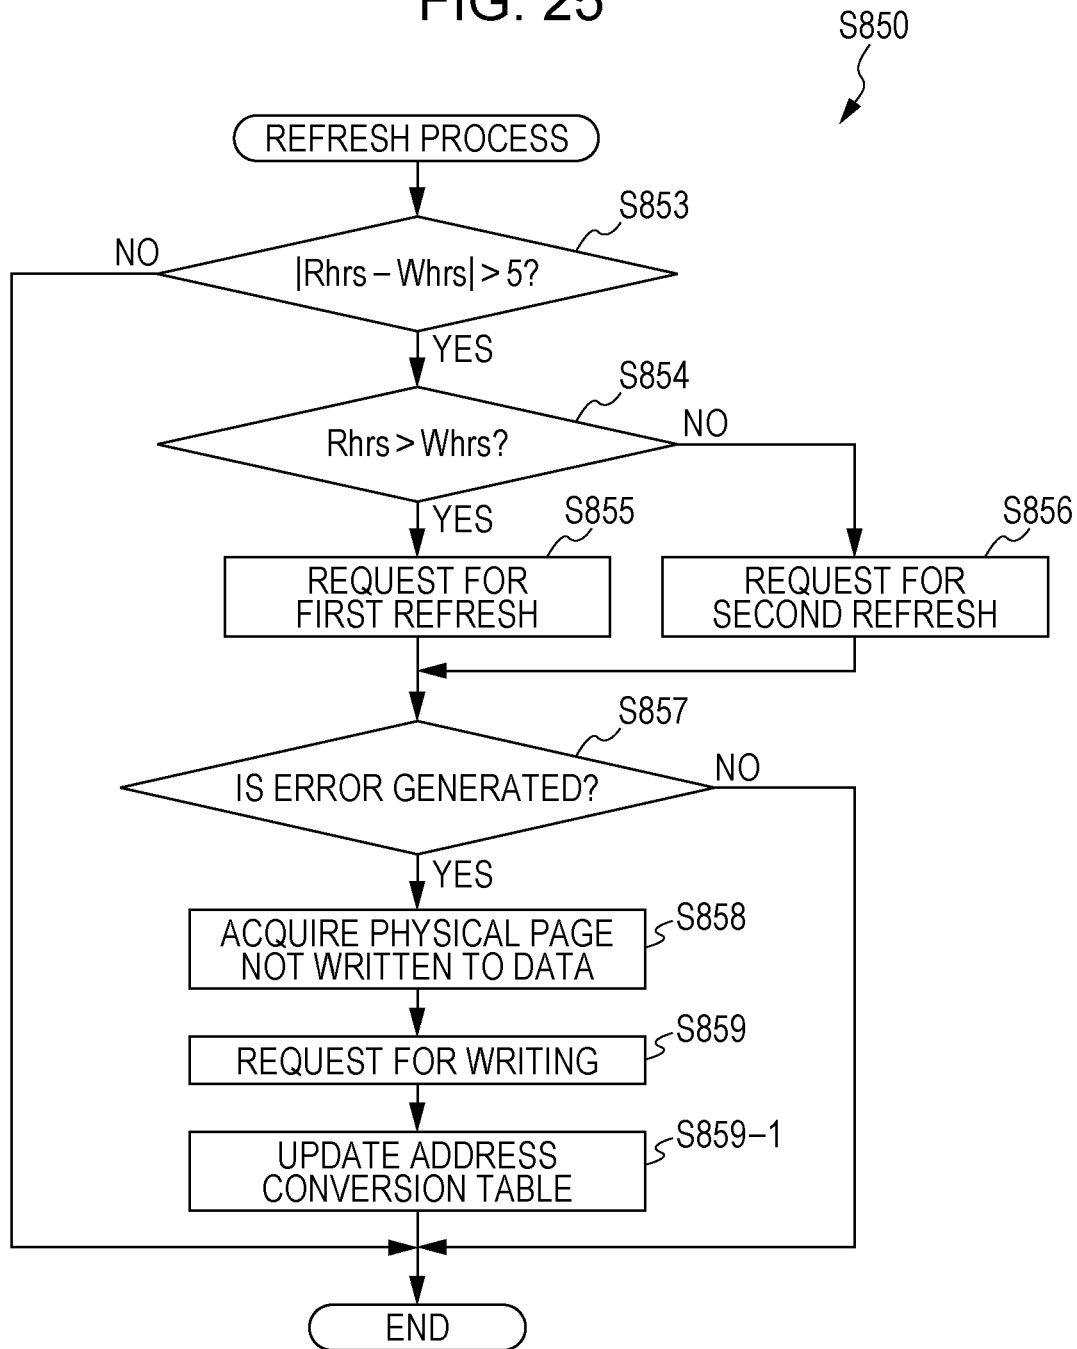 FIG. 25
S850
REFRESH PROCESS
S853
NO
|Rhrs – Whrs| > 5?
YES
S854
NO
Rhrs > Whrs?
YES
S855
S856
REQUEST FOR
FIRST REFRESH
REQUEST FOR
SECOND REFRESH
S857
NO
IS ERROR GENERATED?
YES
S858
ACQUIRE PHYSICAL PAGE
NOT WRITTEN TO DATA
S859
REQUEST FOR WRITING
S859–1
UPDATE ADDRESS
CONVERSION TABLE
END